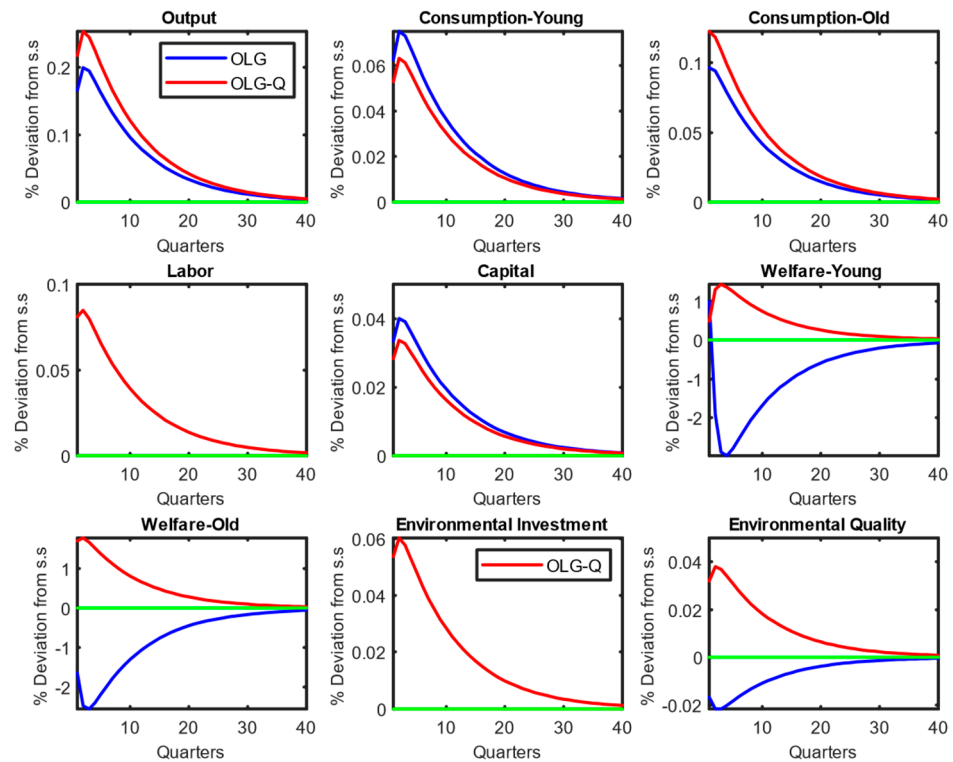 Output
% Deviation from s.s
0.2
0.1
0
OLG
OLG-Q
10 20 30 40
Quarters
Consumption-Young
% Deviation from s.s
0.06
0.04
0.02
0
10 20 30 40
Quarters
Consumption-Old
% Deviation from s.s
0.1
0.05
0
10 20 30 40
Quarters
Labor
% Deviation from s.s
0.1
0.05
0
10 20 30 40
Quarters
Capital
% Deviation from s.s
0.04
0.02
0
10 20 30 40
Quarters
Welfare-Young
% Deviation from s.s
1
0
-1
-2
10 20 30 40
Quarters
Welfare-Old
% Deviation from s.s
1
0
-1
-2
10 20 30 40
Quarters
Environmental Investment
% Deviation from s.s
0.06
0.04
0.02
0
OLG-Q
10 20 30 40
Quarters
Environmental Quality
% Deviation from s.s
0.04
0.02
0
-0.02
10 20 30 40
Quarters